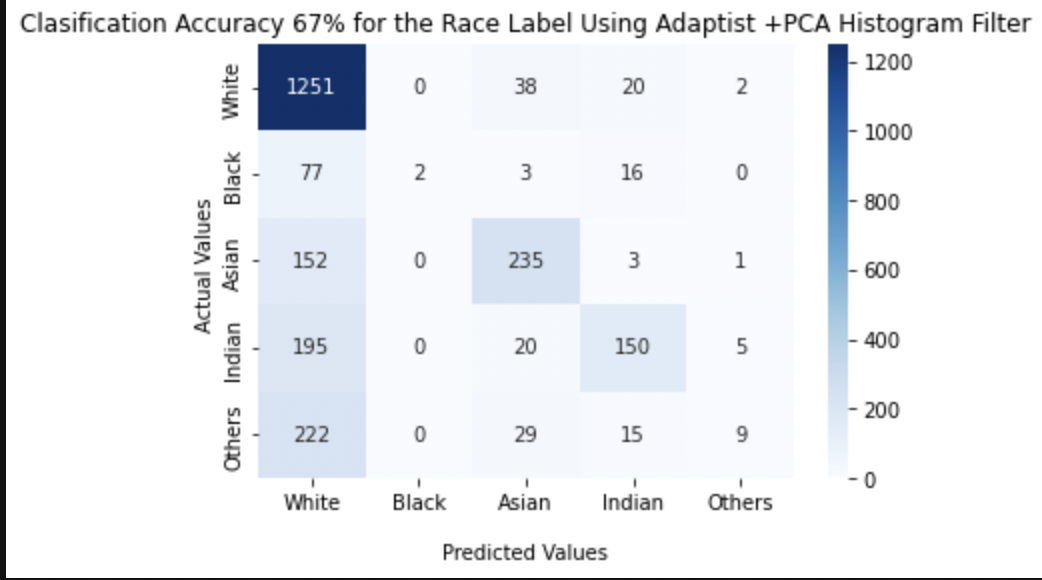 Clasification Accuracy 67% for the Race Label Using Adaptist +PCA Histogram Filter
White 1251 0 38 20 2
Black 77 2 3 16 0
Asian 152 0 235 3 1
Indian 195 0 20 150 5
Others 222 0 29 15 9
White Black Asian Indian Others
Actual Values
Predicted Values
1200
1000
800
600
400
200
0